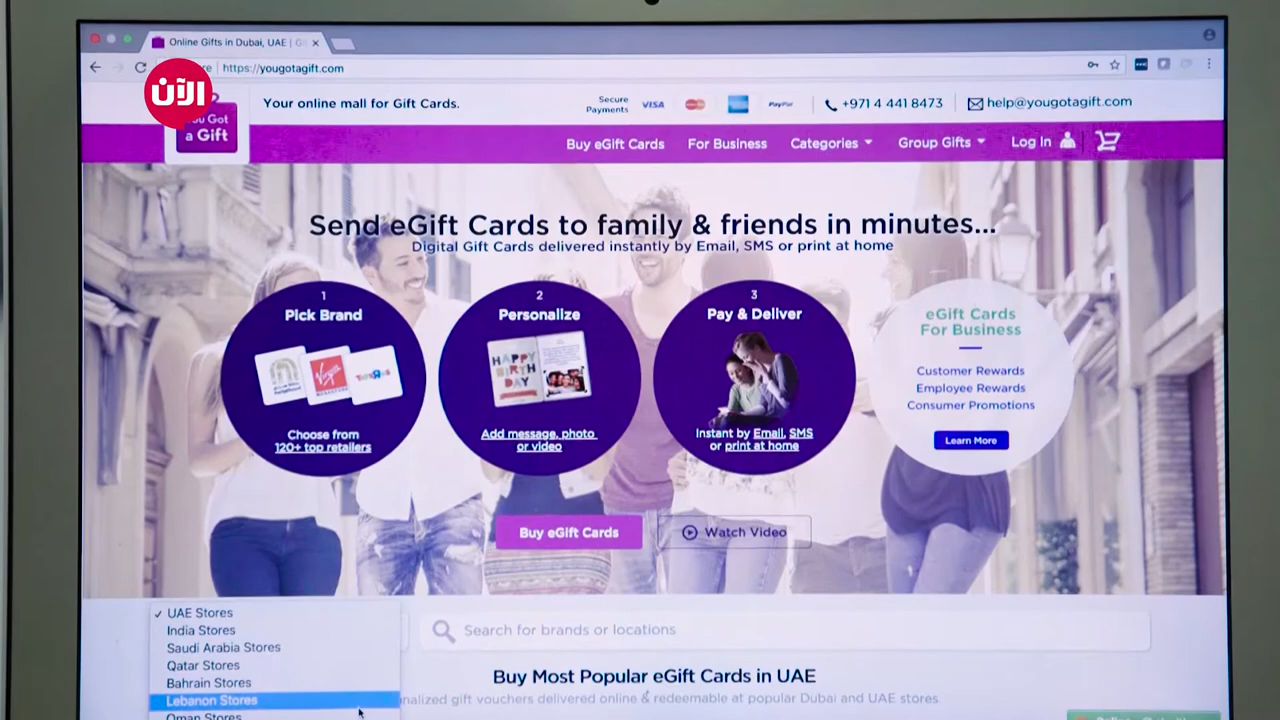 Online Gifts in Dubai, UAE | Gi
https://yougotagift.com
الآن
Got
a Gift
Your online mall for Gift Cards.
Secure
Payments
VISA
PayPal
+971 4 441 8473
help@yougotagift.com
Buy eGift Cards
For Business
Categories
Group Gifts
Log In
Send eGift Cards to family & friends in minutes...
Digital Gift Cards delivered instantly by Email, SMS or print at home
1
Pick Brand
Virgin
Choose from
120+ top retailers
2
Personalize
HAPPY
BIRTH
DAY
Add message, photo
or video
3
Pay & Deliver
Instant by Email, SMS
or print at home
eGift Cards
For Business
Customer Rewards
Employee Rewards
Consumer Promotions
Learn More
Buy eGift Cards
Watch Video
✓ UAE Stores
India Stores
Saudi Arabia Stores
Qatar Stores
Bahrain Stores
Lebanon Stores
Oman Stores
Search for brands or locations
Buy Most Popular eGift Cards in UAE
gift vouchers delivered online & redeemable at popular Dubai and UAE stores.